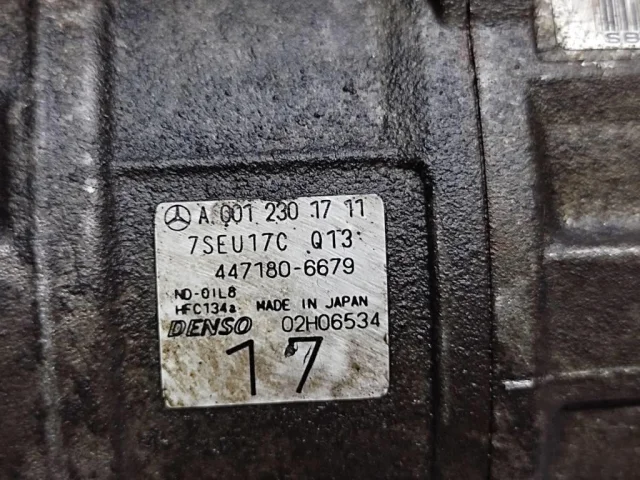 A 001 230 17 11
7SEU17C Q13
447180-6679
ND-OIL8
HFC134a MADE IN JAPAN
DENSO 02H06534
17